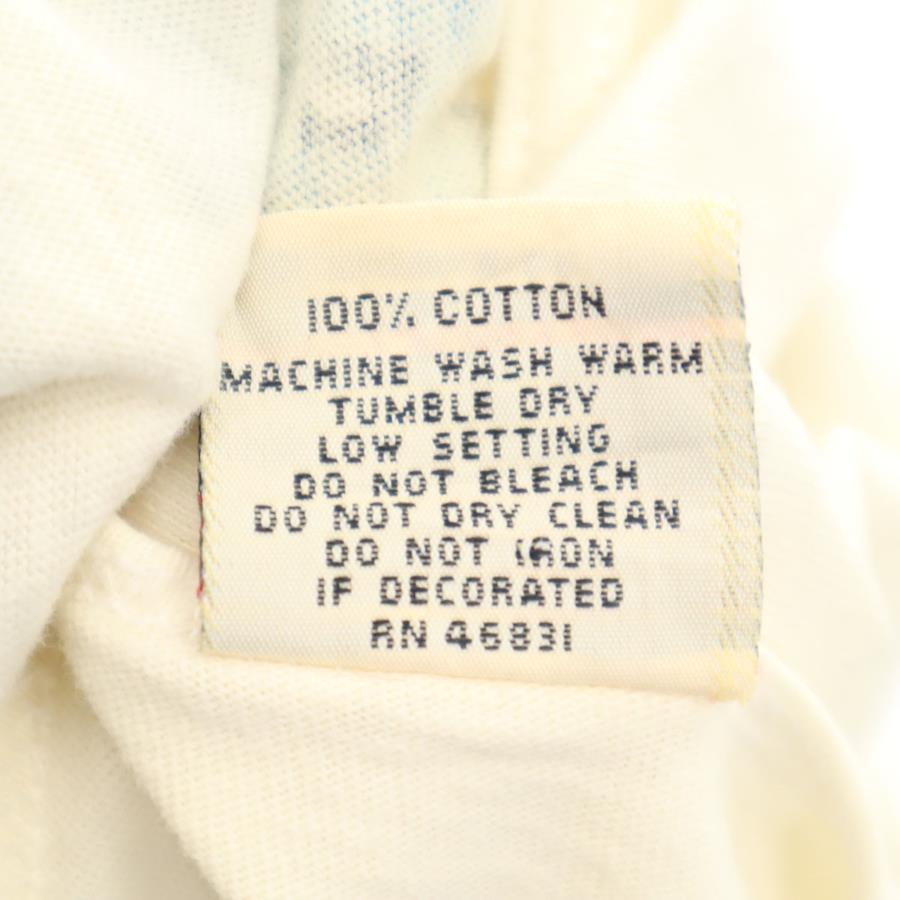 100% COTTON
MACHINE WASH WARM
TUMBLE DRY
LOW SETTING
DO NOT BLEACH
DO NOT DRY CLEAN
DO NOT IRON
IF DECORATED
RN 46831